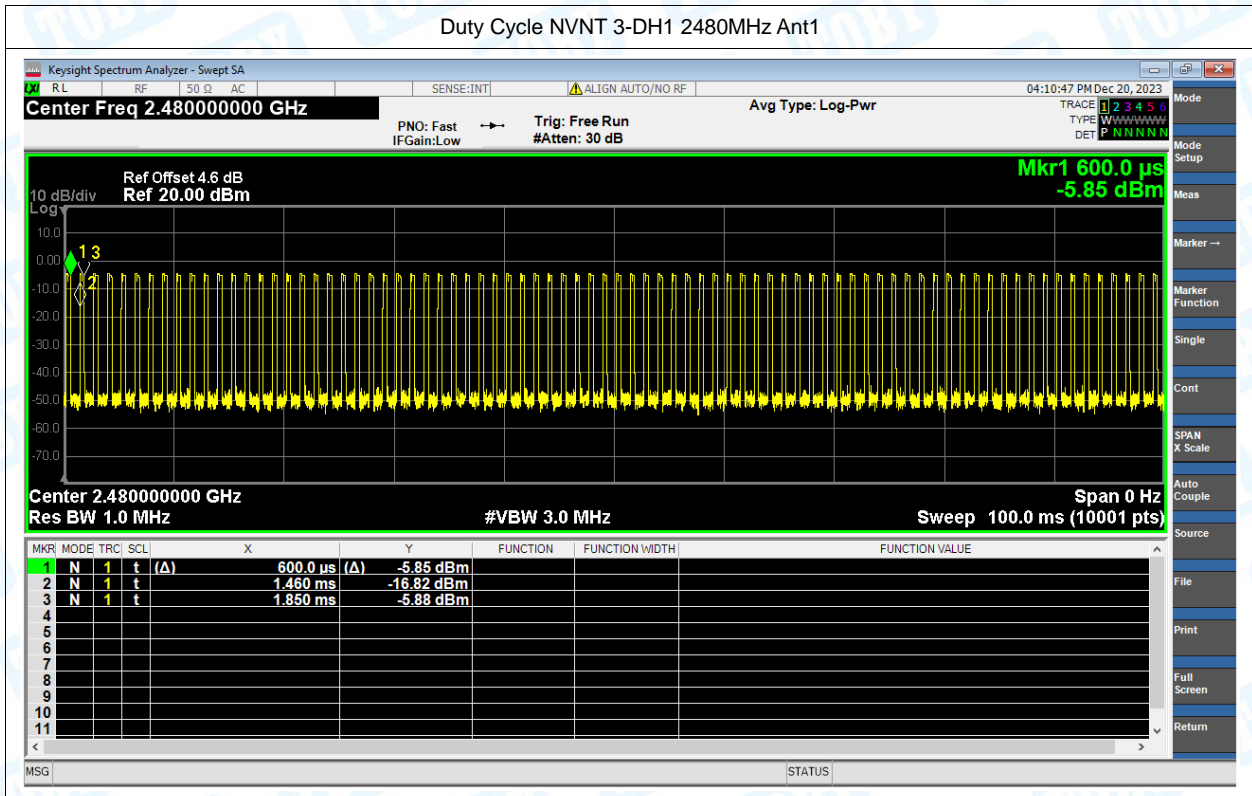 Duty Cycle NVNT 3-DH1 2480MHz Ant1
Keysight Spectrum Analyzer - Swept SA
LXI RL RF 50 Ω AC SENSE:INT ALIGN AUTO/NO RF 04:10:47 PM Dec 20, 2023
Center Freq 2.480000000 GHz
PNO: Fast
IFGain:Low
Trig: Free Run
#Atten: 30 dB
Avg Type: Log-Pwr
TRACE 1 2 3 4 5 6
TYPE WWWWWW
DET P N N N N N
Mkr1 600.0 µs
-5.85 dBm
Ref Offset 4.6 dB
10 dB/div Ref 20.00 dBm
Log
10.0
0.00
-10.0
-20.0
-30.0
-40.0
-50.0
-60.0
-70.0
1 3
2
Center 2.480000000 GHz Span 0 Hz
Res BW 1.0 MHz #VBW 3.0 MHz Sweep 100.0 ms (10001 pts)
MKR MODE TRC SCL X Y FUNCTION FUNCTION WIDTH FUNCTION VALUE
1 N 1 t (Δ) 600.0 µs (Δ) -5.85 dBm
2 N 1 t 1.460 ms -16.82 dBm
3 N 1 t 1.850 ms -5.88 dBm
4
5
6
7
8
9
10
11
MSG STATUS
Mode
Mode
Setup
Meas
Marker →
Marker
Function
Single
Cont
SPAN
X Scale
Auto
Couple
Source
File
Print
Full
Screen
Return
TOBY